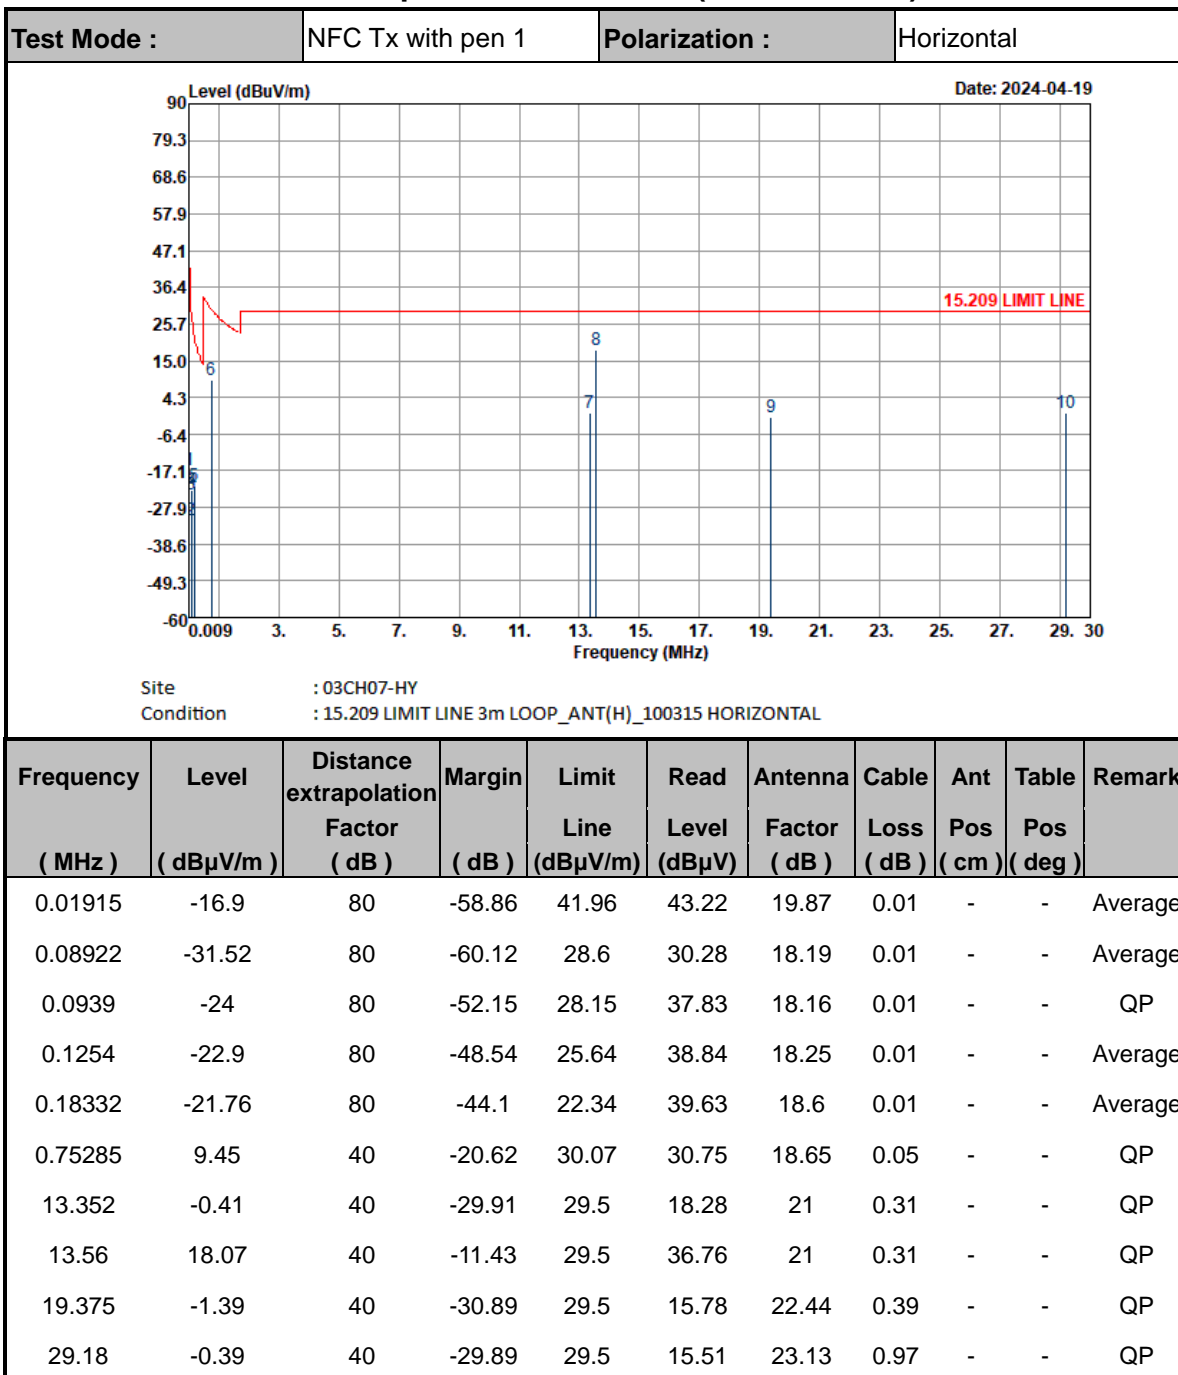 Test Mode : NFC Tx with pen 1 Polarization : Horizontal
Level (dBuV/m) Date: 2024-04-19
90
79.3
68.6
57.9
47.1
36.4
15.209 LIMIT LINE
25.7
8
15.0
6
4.3
7 9 10
-6.4
-17.1
5
-27.9
-38.6
-49.3
-60
0.009 3. 5. 7. 9. 11. 13. 15. 17. 19. 21. 23. 25. 27. 29. 30
Frequency (MHz)
Site : 03CH07-HY
Condition : 15.209 LIMIT LINE 3m LOOP_ANT(H)_100315 HORIZONTAL
Frequency Level Distance extrapolation Margin Limit Read Antenna Cable Ant Table Remark
Factor Line Level Factor Loss Pos Pos
( MHz ) ( dBµV/m ) ( dB ) ( dB ) (dBµV/m) (dBµV) ( dB ) ( dB ) ( cm ) ( deg )
0.01915 -16.9 80 -58.86 41.96 43.22 19.87 0.01 - - Average
0.08922 -31.52 80 -60.12 28.6 30.28 18.19 0.01 - - Average
0.0939 -24 80 -52.15 28.15 37.83 18.16 0.01 - - QP
0.1254 -22.9 80 -48.54 25.64 38.84 18.25 0.01 - - Average
0.18332 -21.76 80 -44.1 22.34 39.63 18.6 0.01 - - Average
0.75285 9.45 40 -20.62 30.07 30.75 18.65 0.05 - - QP
13.352 -0.41 40 -29.91 29.5 18.28 21 0.31 - - QP
13.56 18.07 40 -11.43 29.5 36.76 21 0.31 - - QP
19.375 -1.39 40 -30.89 29.5 15.78 22.44 0.39 - - QP
29.18 -0.39 40 -29.89 29.5 15.51 23.13 0.97 - - QP